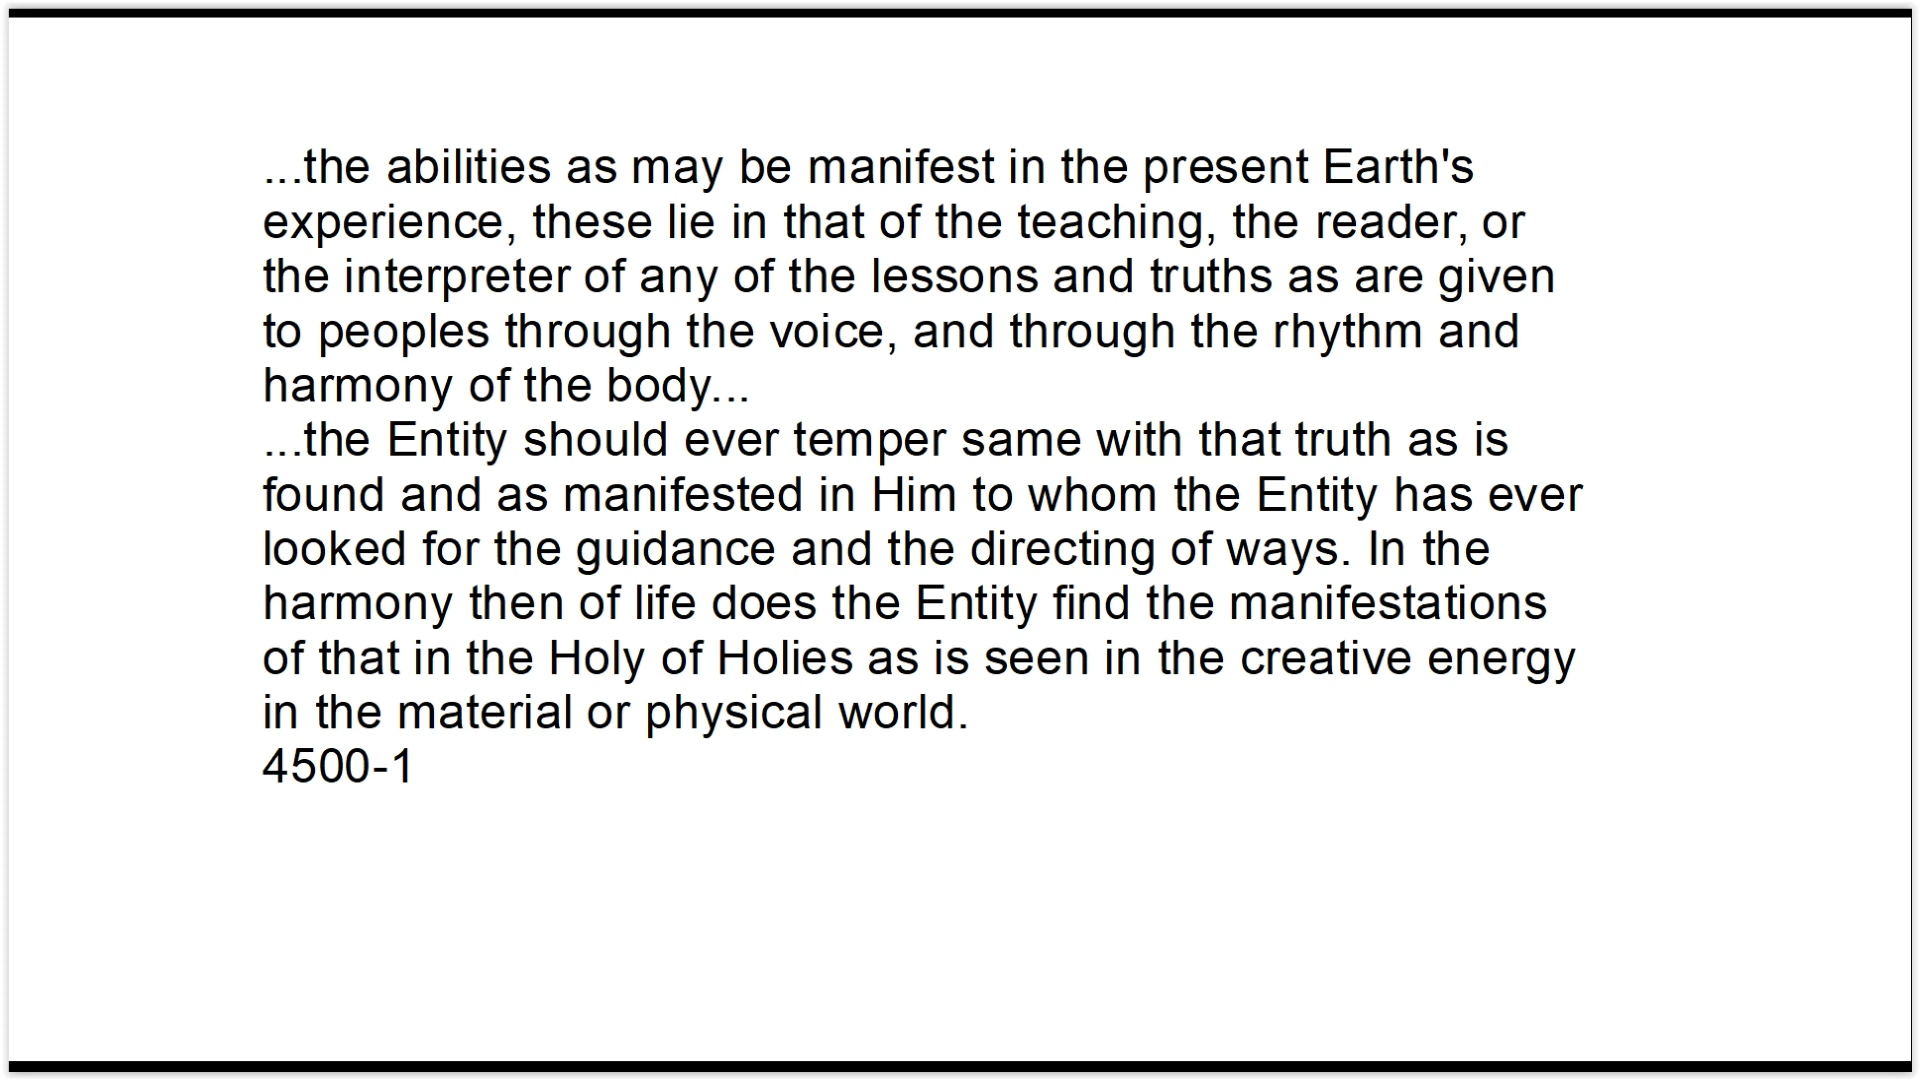 ...the abilities as may be manifest in the present Earth's
experience, these lie in that of the teaching, the reader, or
the interpreter of any of the lessons and truths as are given
to peoples through the voice, and through the rhythm and
harmony of the body...
...the Entity should ever temper same with that truth as is
found and as manifested in Him to whom the Entity has ever
looked for the guidance and the directing of ways. In the
harmony then of life does the Entity find the manifestations
of that in the Holy of Holies as is seen in the creative energy
in the material or physical world.
4500-1